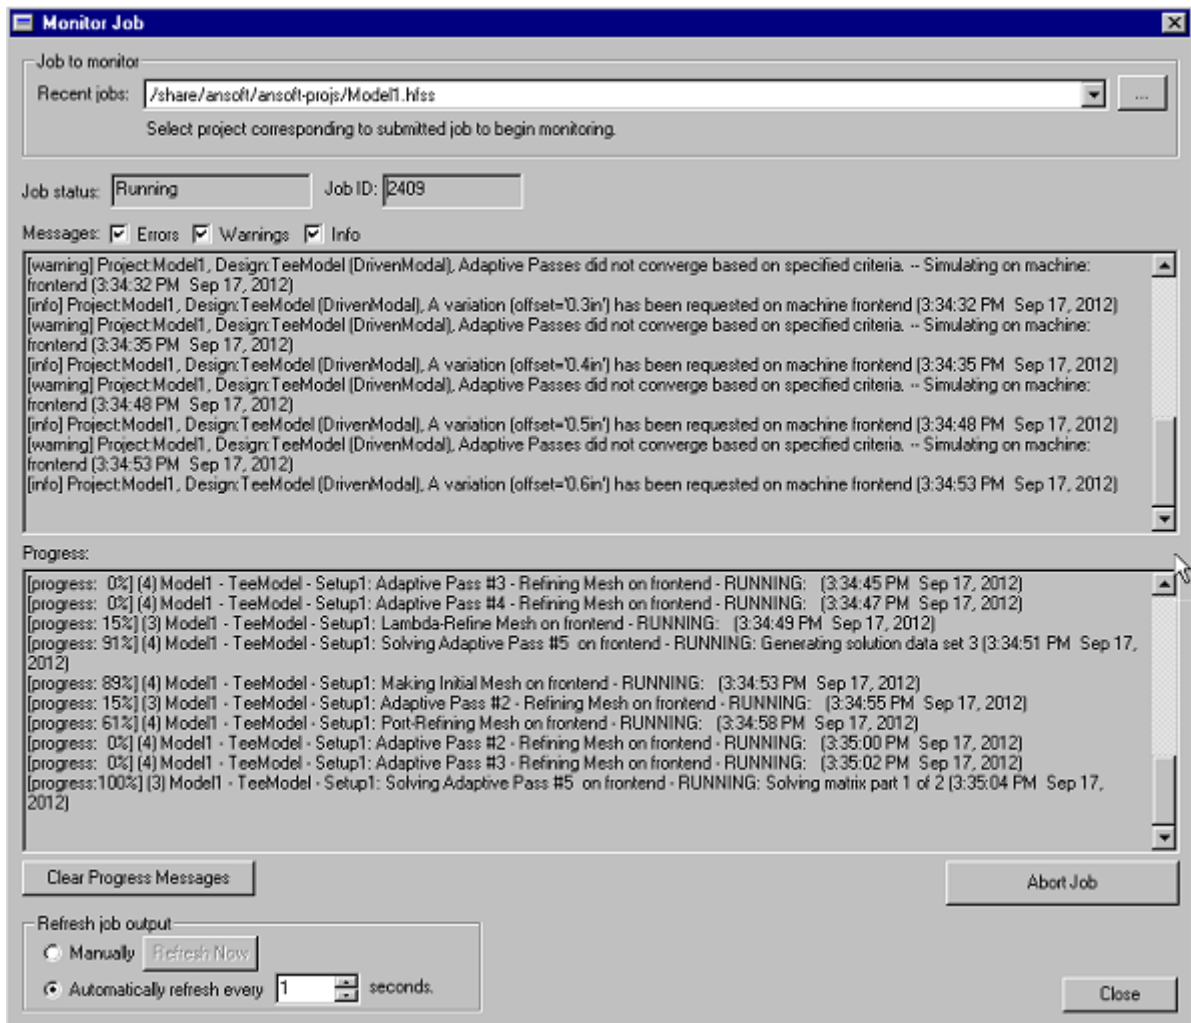 Monitor Job
Job to monitor
Recent jobs: /share/ansoft/ansoft-projs/Model1.hfss ...
Select project corresponding to submitted job to begin monitoring.
Job status: Running Job ID: 2409
Messages: Errors Warnings Info
[warning] Project:Model1, Design:TeeModel (DrivenModal), Adaptive Passes did not converge based on specified criteria. -- Simulating on machine:
frontend (3:34:32 PM Sep 17, 2012)
[info] Project:Model1, Design:TeeModel (DrivenModal), A variation (offset='0.3in') has been requested on machine frontend (3:34:32 PM Sep 17, 2012)
[warning] Project:Model1, Design:TeeModel (DrivenModal), Adaptive Passes did not converge based on specified criteria. -- Simulating on machine:
frontend (3:34:35 PM Sep 17, 2012)
[info] Project:Model1, Design:TeeModel (DrivenModal), A variation (offset='0.4in') has been requested on machine frontend (3:34:35 PM Sep 17, 2012)
[warning] Project:Model1, Design:TeeModel (DrivenModal), Adaptive Passes did not converge based on specified criteria. -- Simulating on machine:
frontend (3:34:48 PM Sep 17, 2012)
[info] Project:Model1, Design:TeeModel (DrivenModal), A variation (offset='0.5in') has been requested on machine frontend (3:34:48 PM Sep 17, 2012)
[warning] Project:Model1, Design:TeeModel (DrivenModal), Adaptive Passes did not converge based on specified criteria. -- Simulating on machine:
frontend (3:34:53 PM Sep 17, 2012)
[info] Project:Model1, Design:TeeModel (DrivenModal), A variation (offset='0.6in') has been requested on machine frontend (3:34:53 PM Sep 17, 2012)
Progress:
[progress: 0%] (4) Model1 - TeeModel - Setup1: Adaptive Pass #3 - Refining Mesh on frontend - RUNNING: (3:34:45 PM Sep 17, 2012)
[progress: 0%] (4) Model1 - TeeModel - Setup1: Adaptive Pass #4 - Refining Mesh on frontend - RUNNING: (3:34:47 PM Sep 17, 2012)
[progress: 15%] (3) Model1 - TeeModel - Setup1: Lambda-Refine Mesh on frontend - RUNNING: (3:34:49 PM Sep 17, 2012)
[progress: 91%] (4) Model1 - TeeModel - Setup1: Solving Adaptive Pass #5 on frontend - RUNNING: Generating solution data set 3 (3:34:51 PM Sep 17,
2012)
[progress: 89%] (4) Model1 - TeeModel - Setup1: Making Initial Mesh on frontend - RUNNING: (3:34:53 PM Sep 17, 2012)
[progress: 15%] (3) Model1 - TeeModel - Setup1: Adaptive Pass #2 - Refining Mesh on frontend - RUNNING: (3:34:55 PM Sep 17, 2012)
[progress: 61%] (4) Model1 - TeeModel - Setup1: Port-Refining Mesh on frontend - RUNNING: (3:34:58 PM Sep 17, 2012)
[progress: 0%] (4) Model1 - TeeModel - Setup1: Adaptive Pass #2 - Refining Mesh on frontend - RUNNING: (3:35:00 PM Sep 17, 2012)
[progress: 0%] (4) Model1 - TeeModel - Setup1: Adaptive Pass #3 - Refining Mesh on frontend - RUNNING: (3:35:02 PM Sep 17, 2012)
[progress:100%] (3) Model1 - TeeModel - Setup1: Solving Adaptive Pass #5 on frontend - RUNNING: Solving matrix part 1 of 2 (3:35:04 PM Sep 17,
2012)
Clear Progress Messages Abort Job
Refresh job output
Manually Refresh Now
Automatically refresh every 1 seconds.
Close